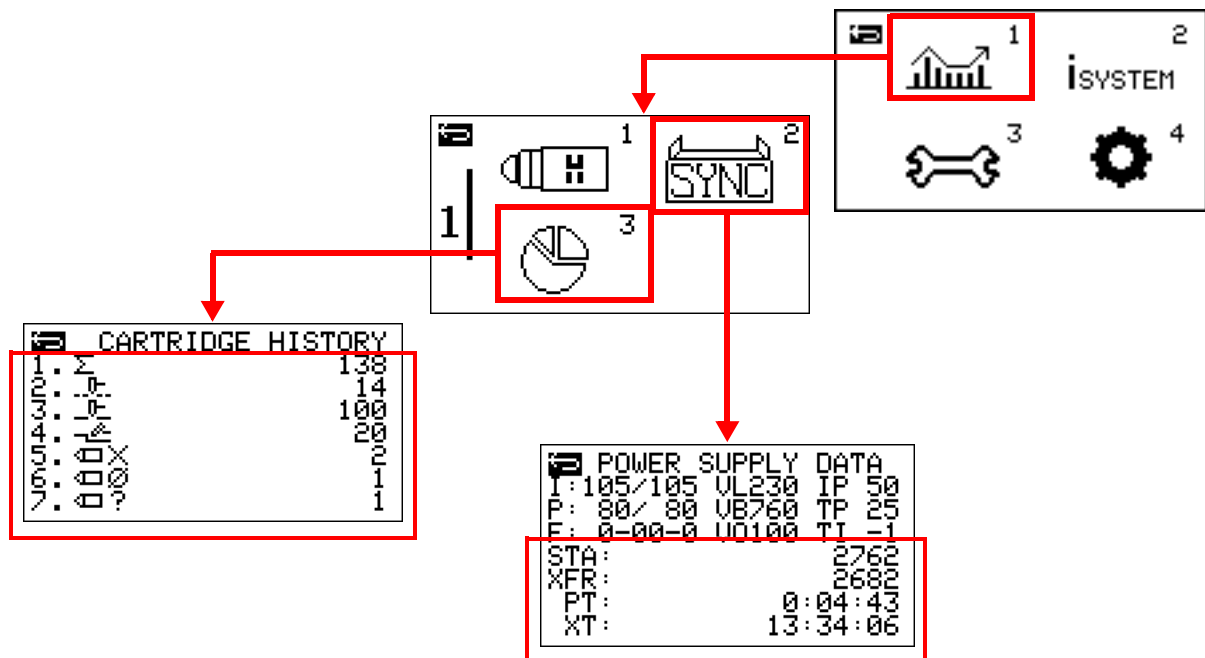 1
2
iSYSTEM
3
4
1
2
SYNC
1
3
CARTRIDGE HISTORY
1. Σ 138
2. 14
3. 100
4. 20
5. X 2
6. Ø 1
7. ? 1
POWER SUPPLY DATA
I:105/105 VL230 IP 50
P: 80/ 80 VB760 TP 25
F: 0-00-0 VO100 TI -1
STA: 2762
XFR: 2682
PT: 0:04:43
XT: 13:34:06